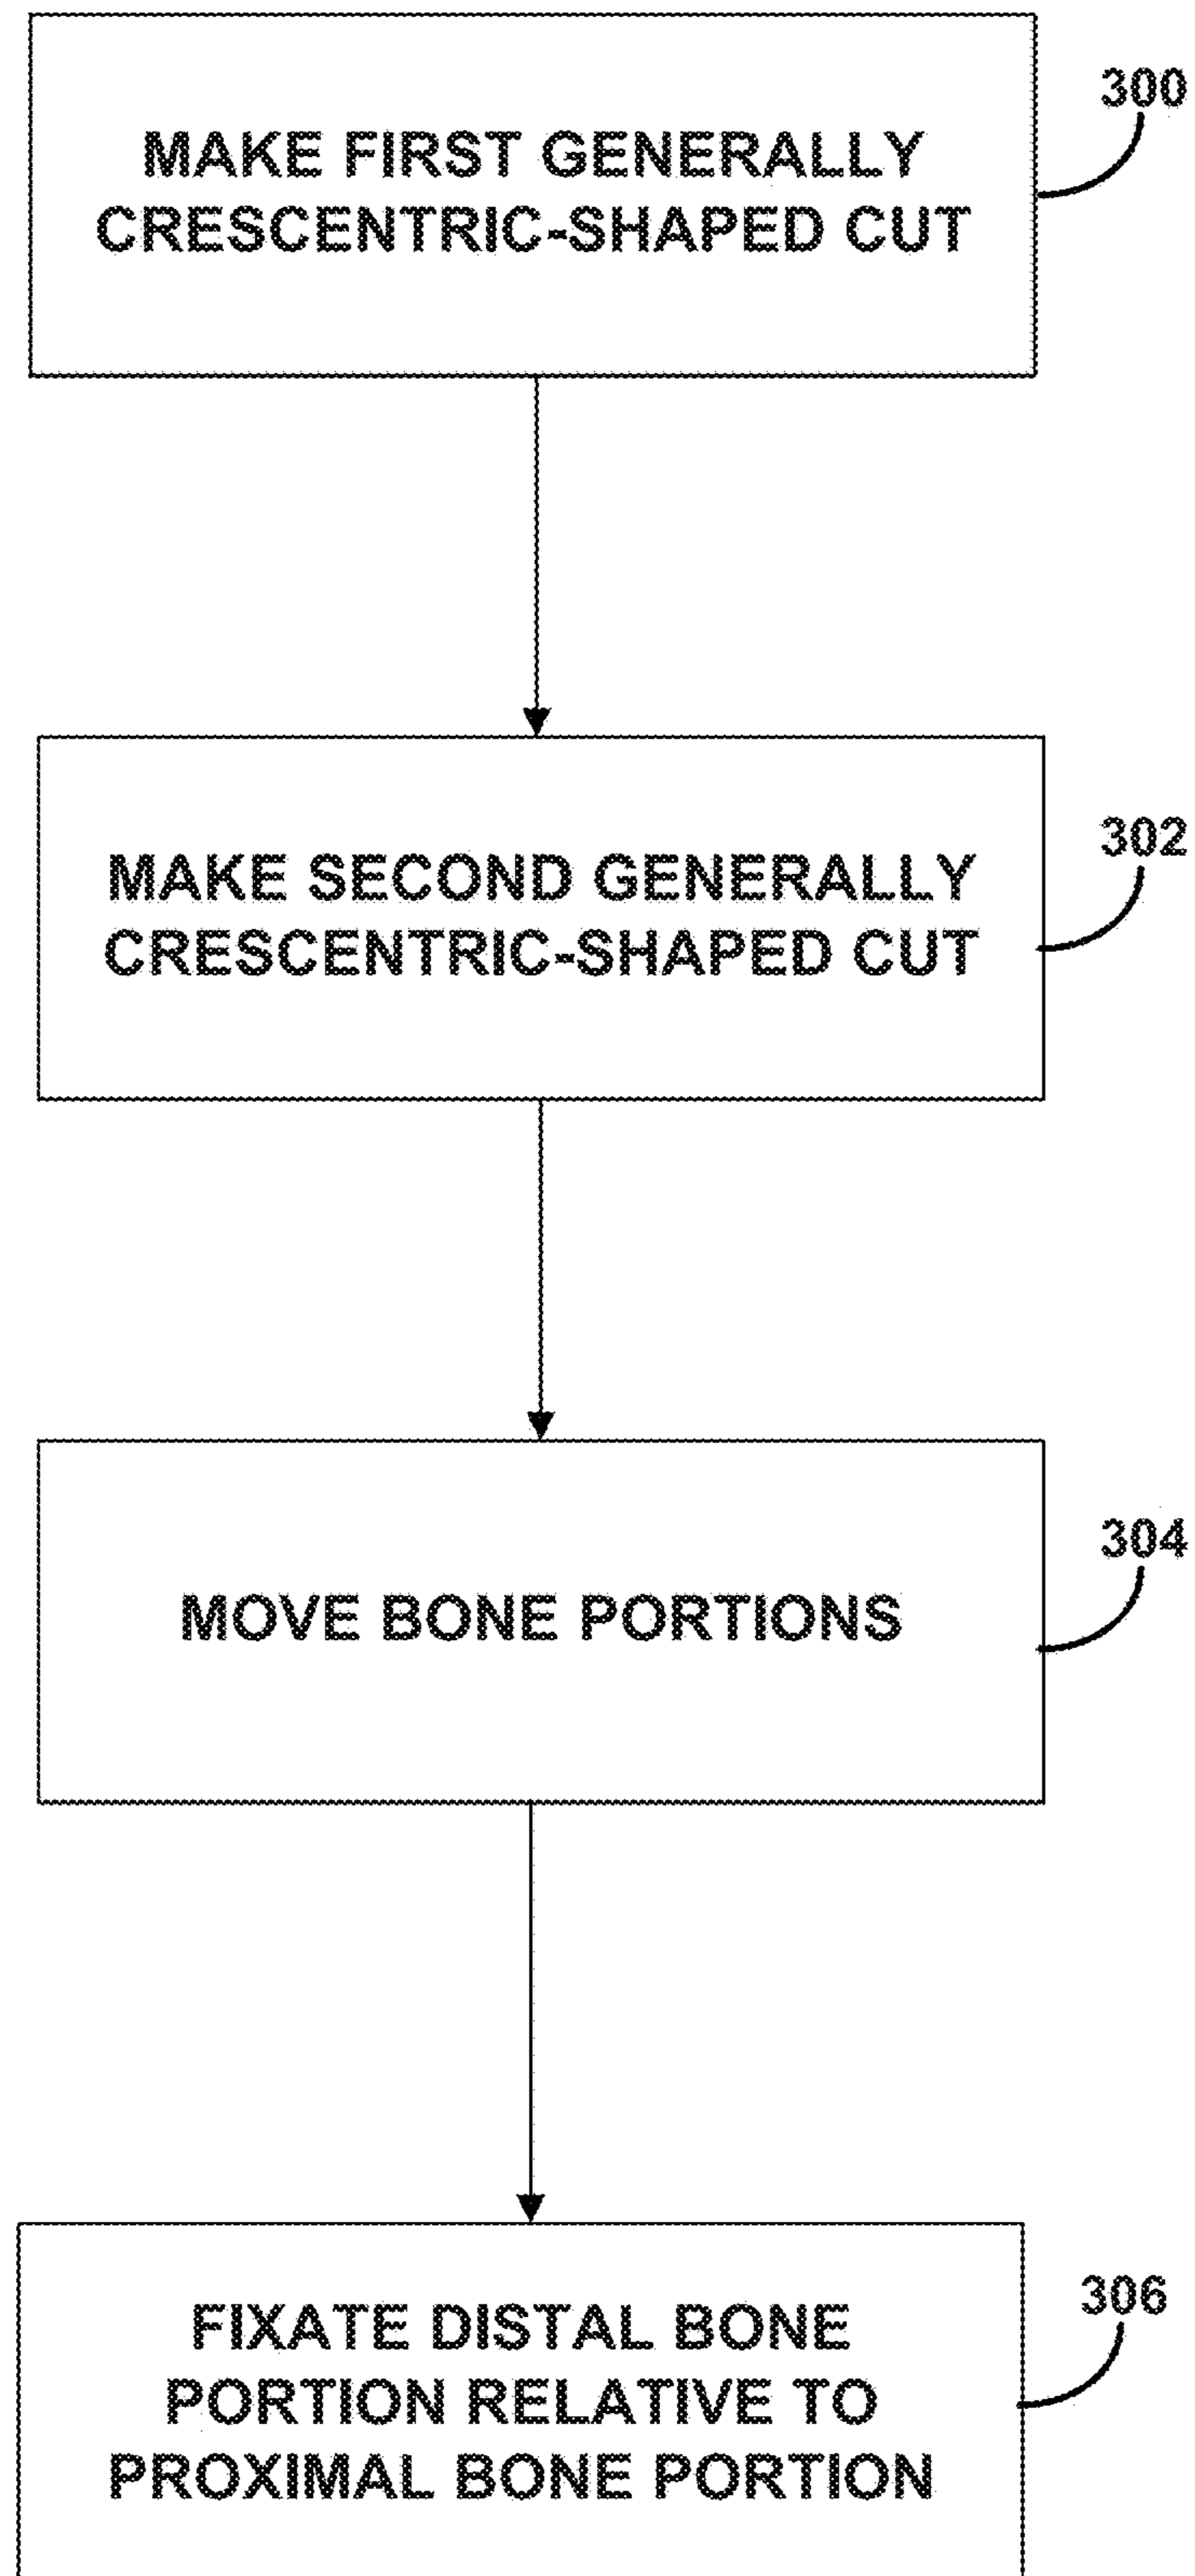 MAKE FIRST GENERALLY
CRESCENTRIC-SHAPED CUT
300
MAKE SECOND GENERALLY
CRESCENTRIC-SHAPED CUT
302
MOVE BONE PORTIONS
304
FIXATE DISTAL BONE
PORTION RELATIVE TO
PROXIMAL BONE PORTION
306